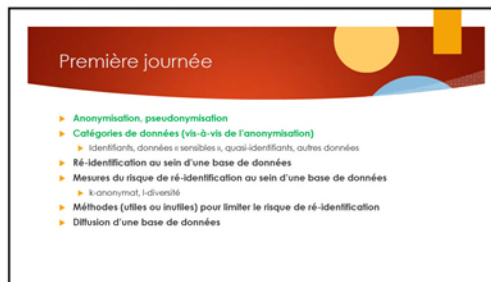 Première journée
Anonymisation, pseudonymisation
Catégories de données (vis-à-vis de l'anonymisation)
Identifiants, données « sensibles », quasi-identifiants, autres données
Ré-identification au sein d'une base de données
Mesures du risque de ré-identification au sein d'une base de données
k-anonymat, l-diversité
Méthodes (utiles ou inutiles) pour limiter le risque de ré-identification
Diffusion d'une base de données